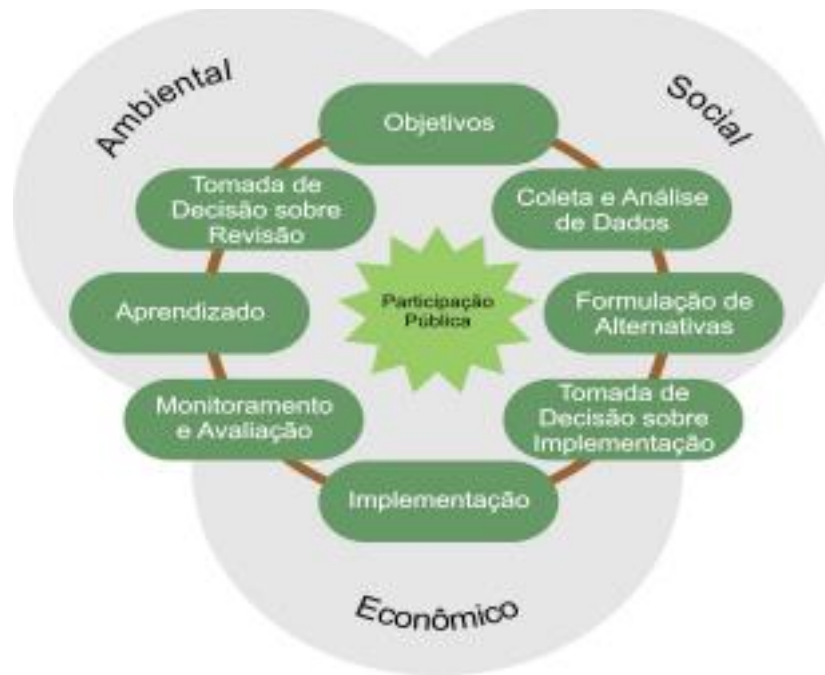 Ambiental
Social
Objetivos
Tomada de
Decisão sobre
Revisão
Coleta e Análise
de Dados
Participação
Pública
Aprendizado
Formulação de
Alternativas
Monitoramento
e Avaliação
Tomada de
Decisão sobre
Implementação
Implementação
Econômico